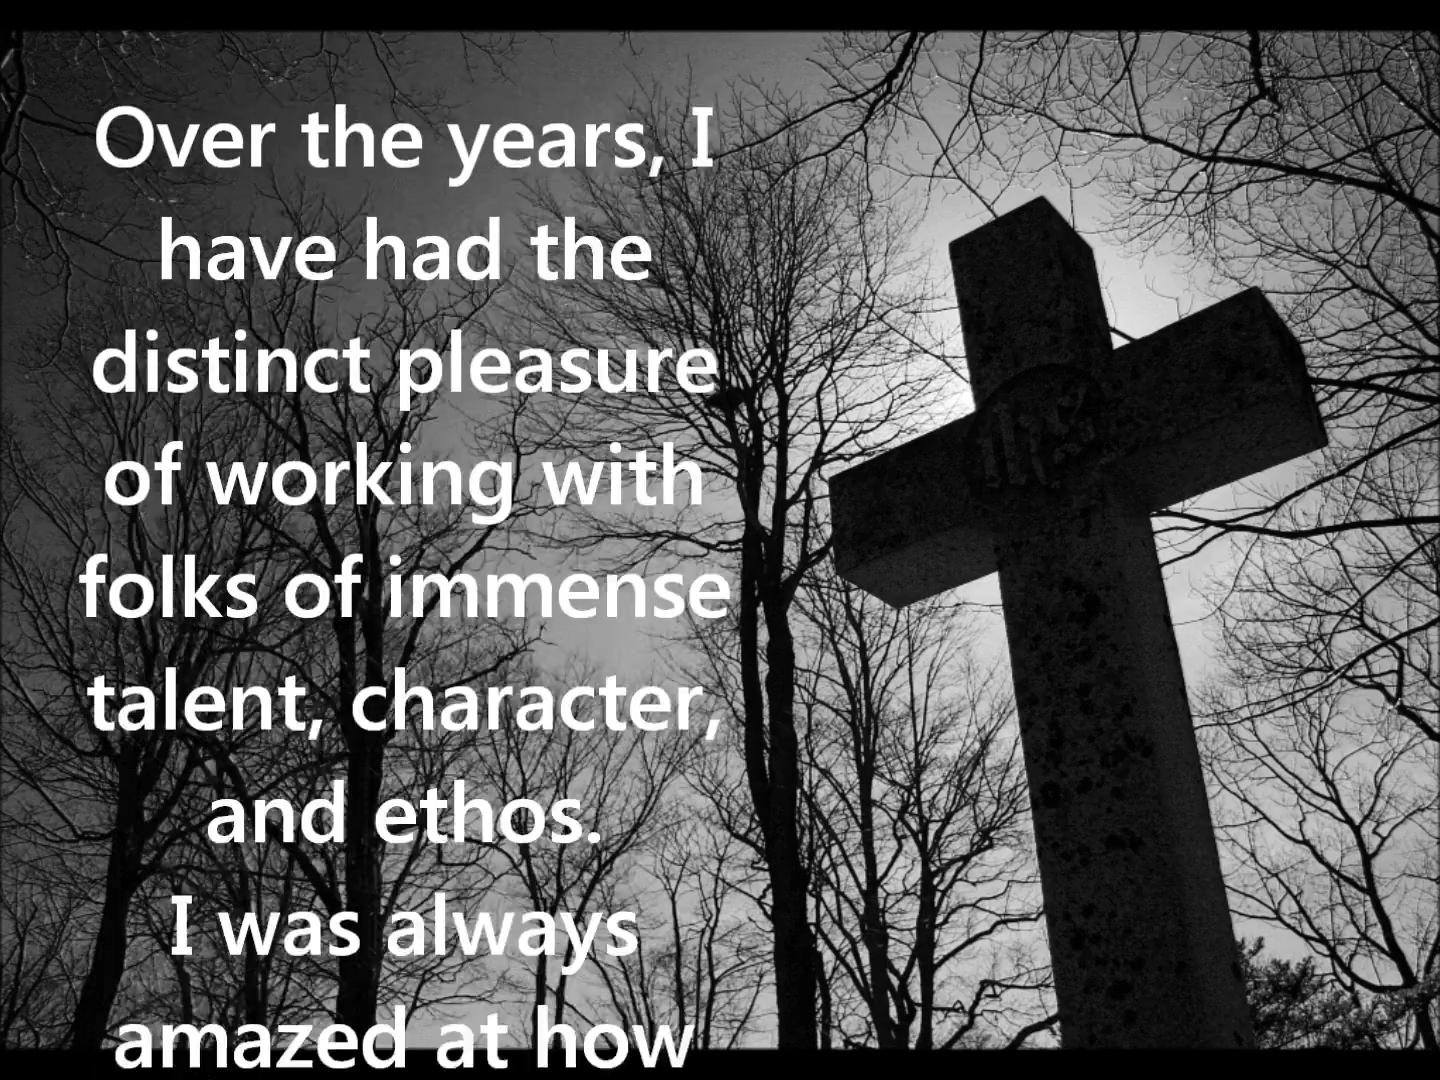 Over the years, I
have had the
distinct pleasure
of working with
folks of immense
talent, character,
and ethos.
I was always
amazed at how